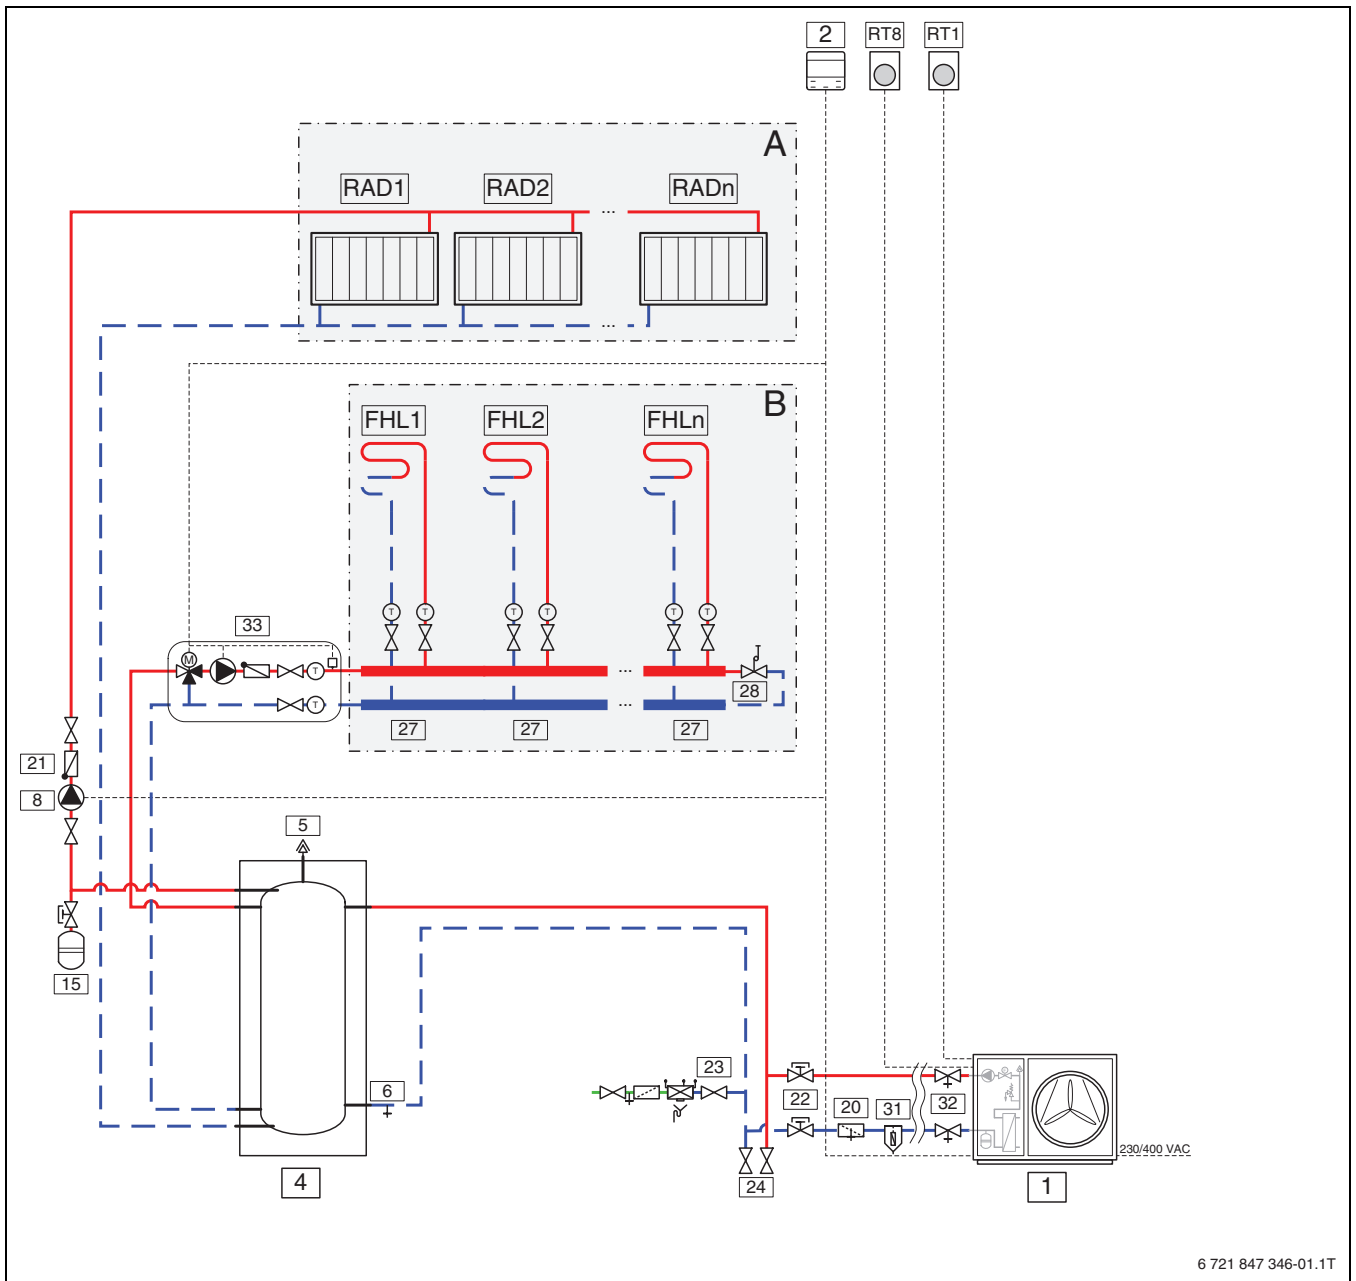 2 RT8 RT1
A
RAD1 RAD2 RADn
... 
...
B
FHL1 FHL2 FHLn
T T T T T T
33
M
T
...
28
T
...
27 27 27
21
8
5
15
6
23
22 20 31 32
230/400 VAC
24
4
1
6 721 847 346-01.1T